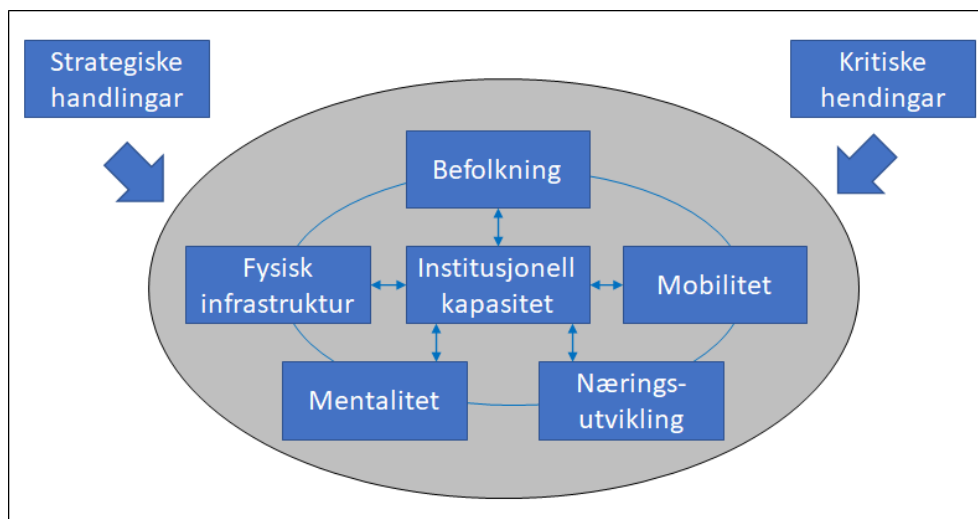 Strategiske
handlingar
Kritiske
hendingar
Befolkning
Fysisk
infrastruktur
Institusjonell
kapasitet
Mobilitet
Mentalitet
Nærings-
utvikling